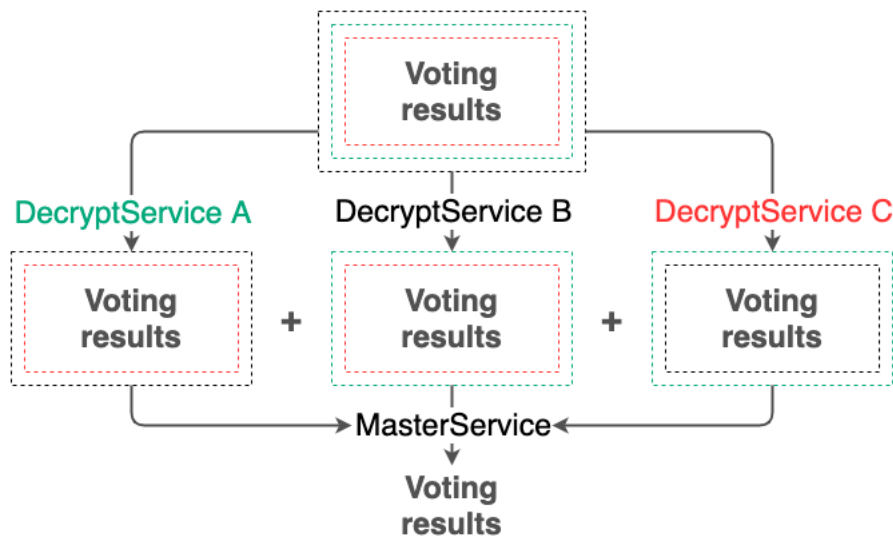 Voting
results
DecryptService A
DecryptService B
DecryptService C
Voting
results
+
Voting
results
+
Voting
results
MasterService
Voting
results